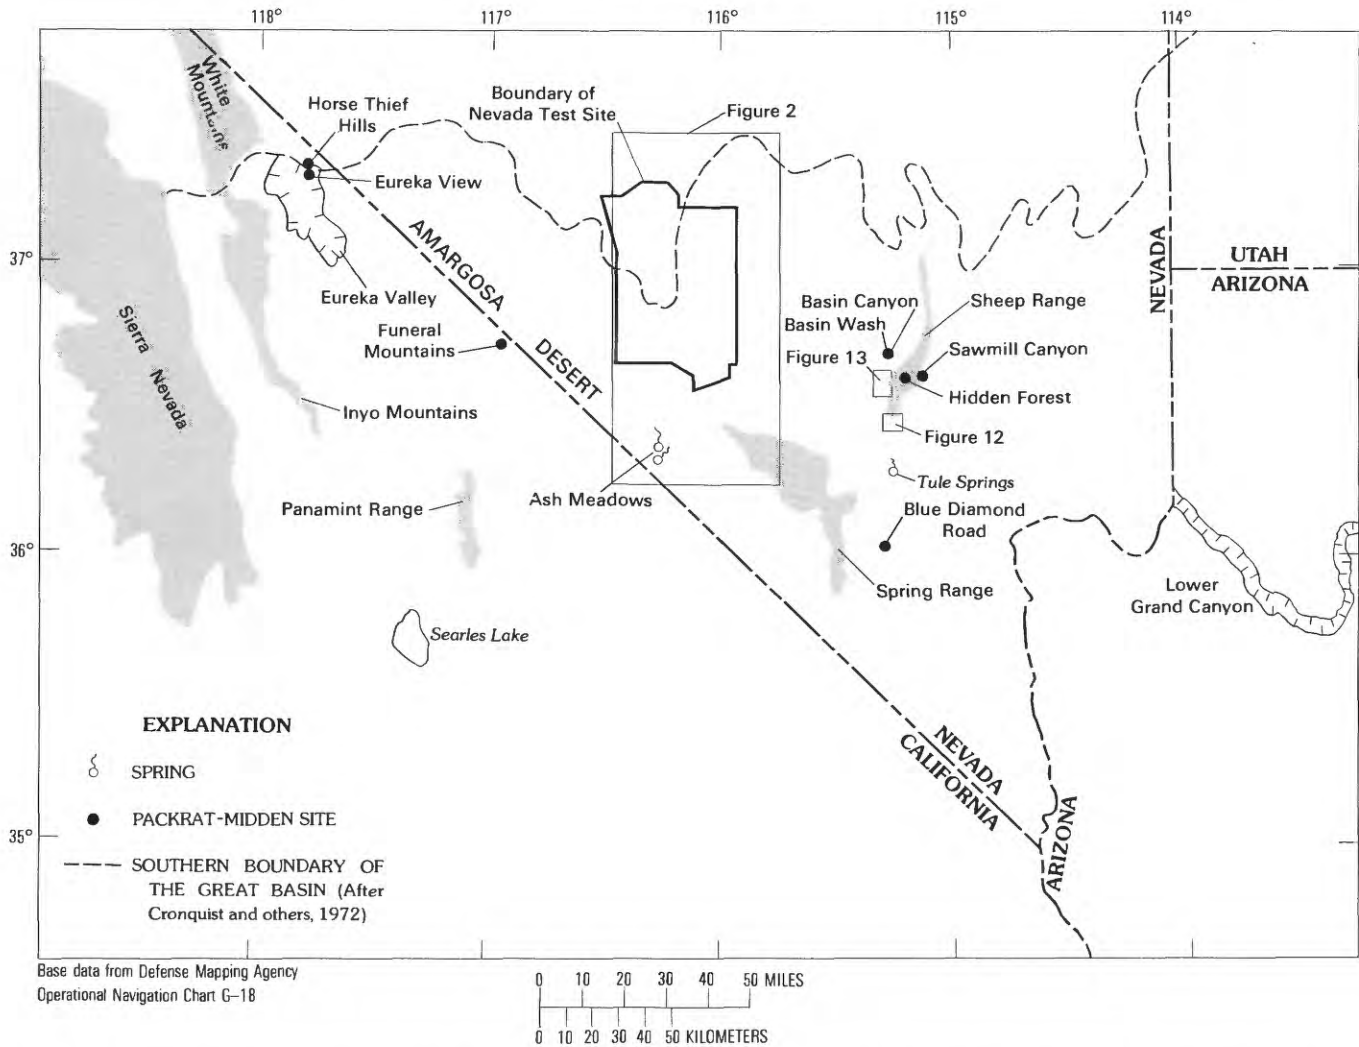 118°
117°
116°
115°
114°
White
Mountains
Horse Thief
Hills
Boundary of
Nevada Test Site
Figure 2
Eureka View
37°
AMARGOSA
DESERT
Eureka Valley
Funeral
Mountains
Sierra Nevada
Inyo Mountains
Basin Canyon
Basin Wash
Figure 13
Sheep Range
Sawmill Canyon
Hidden Forest
Figure 12
NEVADA
UTAH
ARIZONA
Panamint Range
Ash Meadows
Tule Springs
Blue Diamond
Road
36°
Spring Range
Lower
Grand Canyon
Searles Lake
NEVADA
CALIFORNIA
ARIZONA
35°
EXPLANATION
SPRING
PACKRAT-MIDDEN SITE
SOUTHERN BOUNDARY OF
THE GREAT BASIN (After
Cronquist and others, 1972)
Base data from Defense Mapping Agency
Operational Navigation Chart G-18
0 10 20 30 40 50 MILES
0 10 20 30 40 50 KILOMETERS